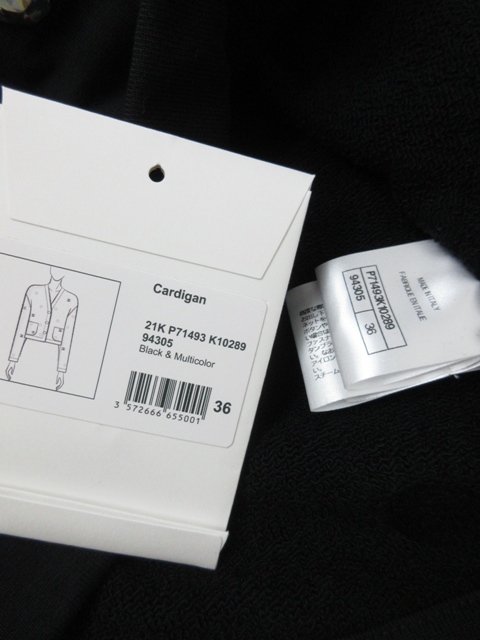 Cardigan
21K P71493 K10289
94305
Black & Multicolor
3 572666 655001
36
MADE IN ITALY
FABRIQUE EN ITALIE
P71493K10289
94305
36